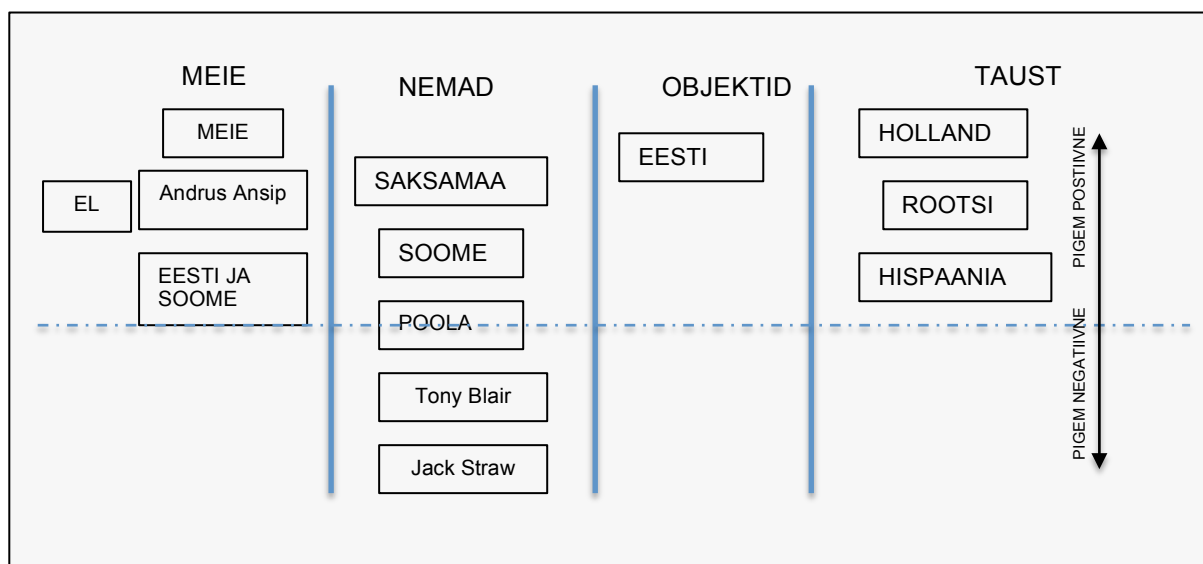 MEIE
NEMAD
OBJEKTID
TAUST
MEIE
EL
Andrus Ansip
EESTI JA
SOOME
SAKSAMAA
SOOME
POOLA
Tony Blair
Jack Straw
EESTI
HOLLAND
ROOTSI
HISPAANIA
PIGEM POSTIIVNE
PIGEM NEGATIIVNE